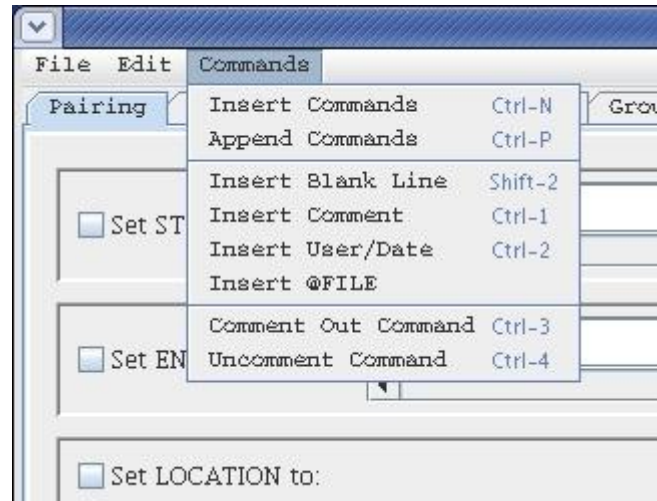 File Edit Commands
Pairing
Insert Commands Ctrl-N
Append Commands Ctrl-P
Insert Blank Line Shift-2
Insert Comment Ctrl-1
Insert User/Date Ctrl-2
Insert @FILE
Comment Out Command Ctrl-3
Uncomment Command Ctrl-4
Grou
Set ST
Set EN
Set LOCATION to: